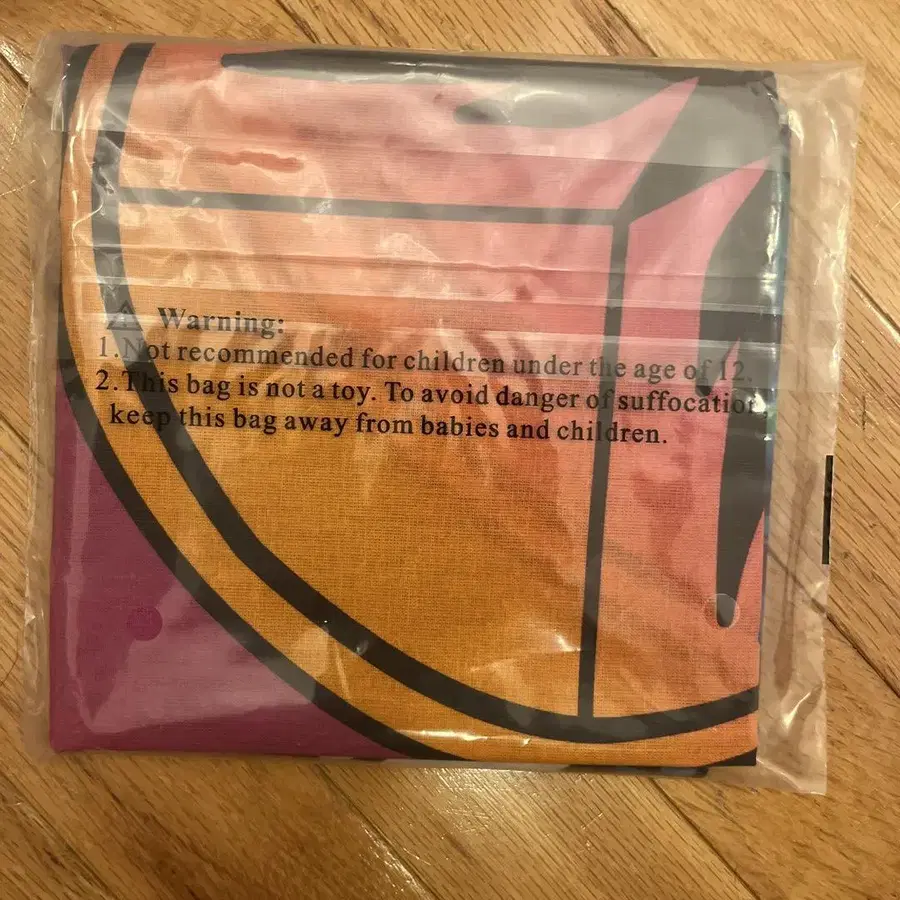 Warning:
1.Not recommended for children under the age of 12.
2.This bag is not a toy. To avoid danger of suffocation,
keep this bag away from babies and children.